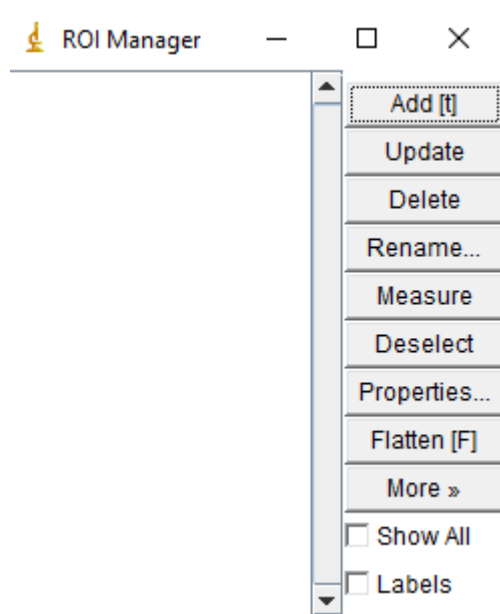 ROI Manager
Add [t]
Update
Delete
Rename...
Measure
Deselect
Properties...
Flatten [F]
More »
Show All
Labels